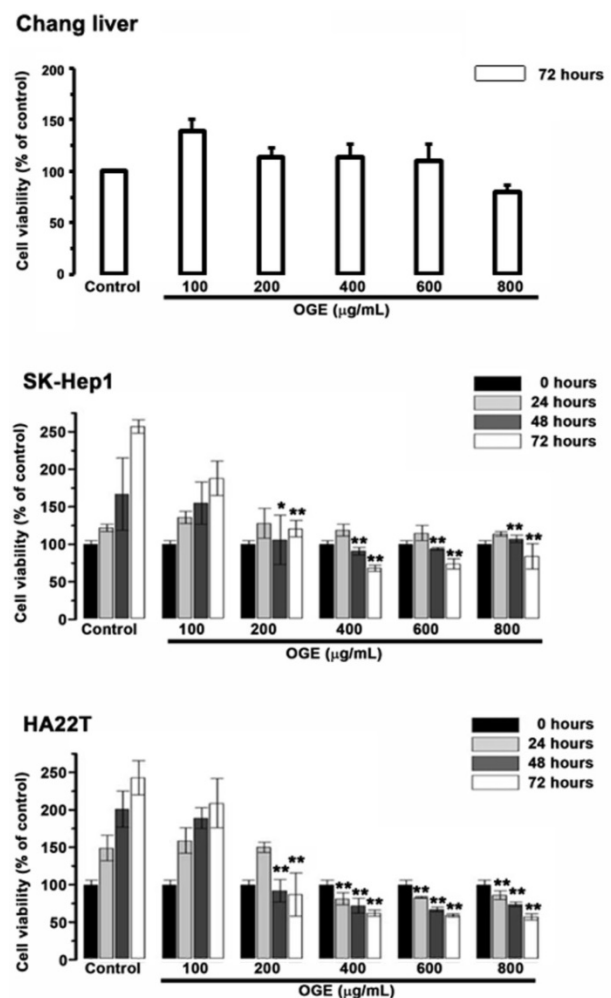 Chang liver
Cell viability (% of control)
200
150
100
50
0
72 hours
Control 100 200 400 600 800
OGE (μg/mL)
SK-Hep1
Cell viability (% of control)
250
200
150
100
50
0
0 hours
24 hours
48 hours
72 hours
* **
** **
** **
** **
Control 100 200 400 600 800
OGE (μg/mL)
HA22T
Cell viability (% of control)
250
200
150
100
50
0
0 hours
24 hours
48 hours
72 hours
** **
** ** **
** ** **
** ** **
Control 100 200 400 600 800
OGE (μg/mL)